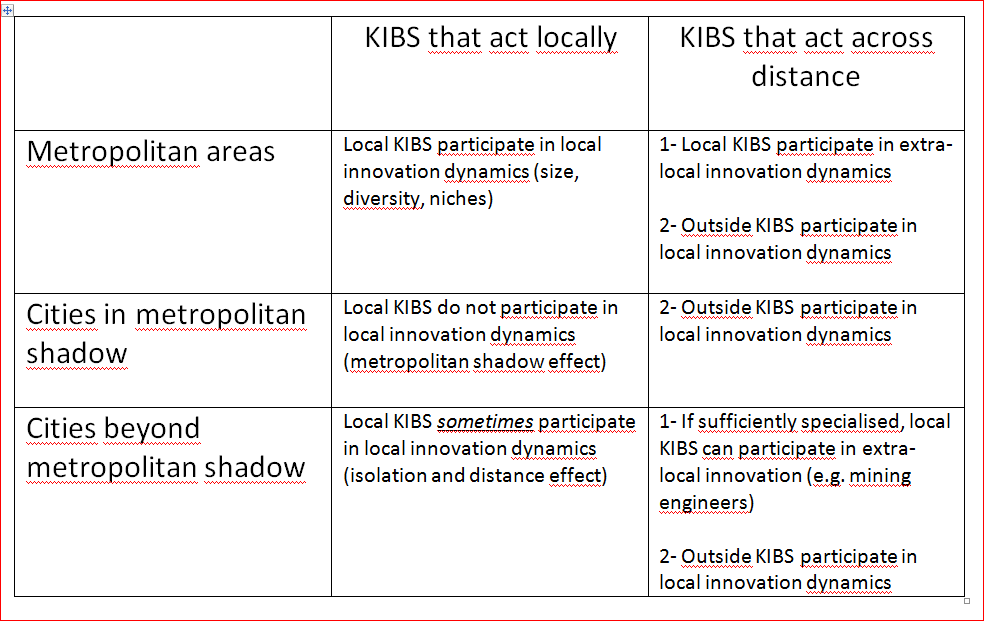 KIBS that act locally
KIBS that act across
distance
Metropolitan areas
Local KIBS participate in local
innovation dynamics (size,
diversity, niches)
1- Local KIBS participate in extra-
local innovation dynamics
2- Outside KIBS participate in
local innovation dynamics
Cities in metropolitan
shadow
Local KIBS do not participate in
local innovation dynamics
(metropolitan shadow effect)
2- Outside KIBS participate in
local innovation dynamics
Cities beyond
metropolitan shadow
Local KIBS sometimes participate
in local innovation dynamics
(isolation and distance effect)
1- If sufficiently specialised, local
KIBS can participate in extra-
local innovation (e.g. mining
engineers)
2- Outside KIBS participate in
local innovation dynamics